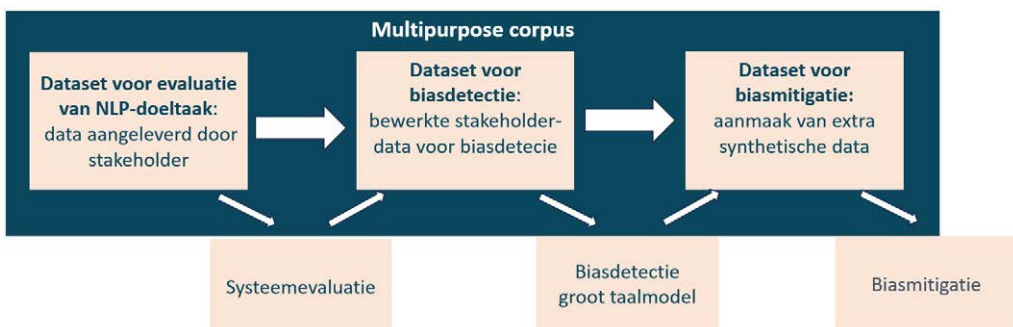 Multipurpose corpus
Dataset voor evaluatie
van NLP-doeltaak:
data aangeleverd door
stakeholder
Dataset voor
biasdetectie:
bewerkte stakeholder-
data voor biasdetecie
Dataset voor
biasmitigatie:
aanmaak van extra
synthetische data
Systeemevaluatie
Biasdetectie
groot taalmodel
Biasmitigatie